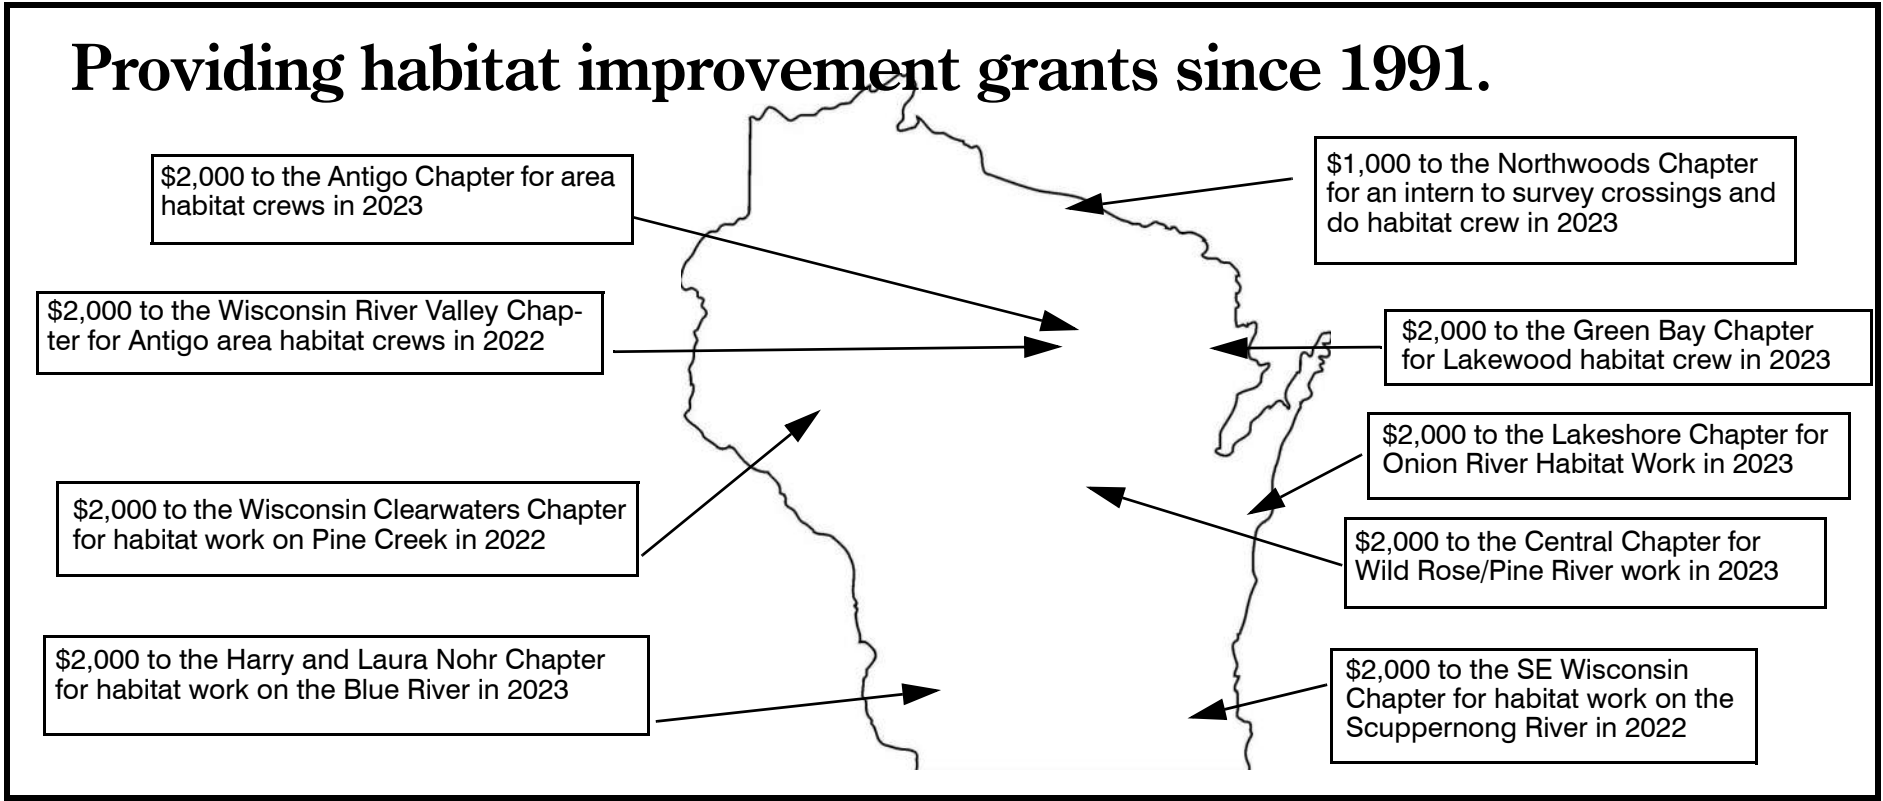 Providing habitat improvement grants since 1991.
$2,000 to the Antigo Chapter for area
habitat crews in 2023
$2,000 to the Wisconsin River Valley Chap-
ter for Antigo area habitat crews in 2022
$2,000 to the Wisconsin Clearwaters Chapter
for habitat work on Pine Creek in 2022
$2,000 to the Harry and Laura Nohr Chapter
for habitat work on the Blue River in 2023
$1,000 to the Northwoods Chapter
for an intern to survey crossings and
do habitat crew in 2023
$2,000 to the Green Bay Chapter
for Lakewood habitat crew in 2023
$2,000 to the Lakeshore Chapter for
Onion River Habitat Work in 2023
$2,000 to the Central Chapter for
Wild Rose/Pine River work in 2023
$2,000 to the SE Wisconsin
Chapter for habitat work on the
Scuppernong River in 2022